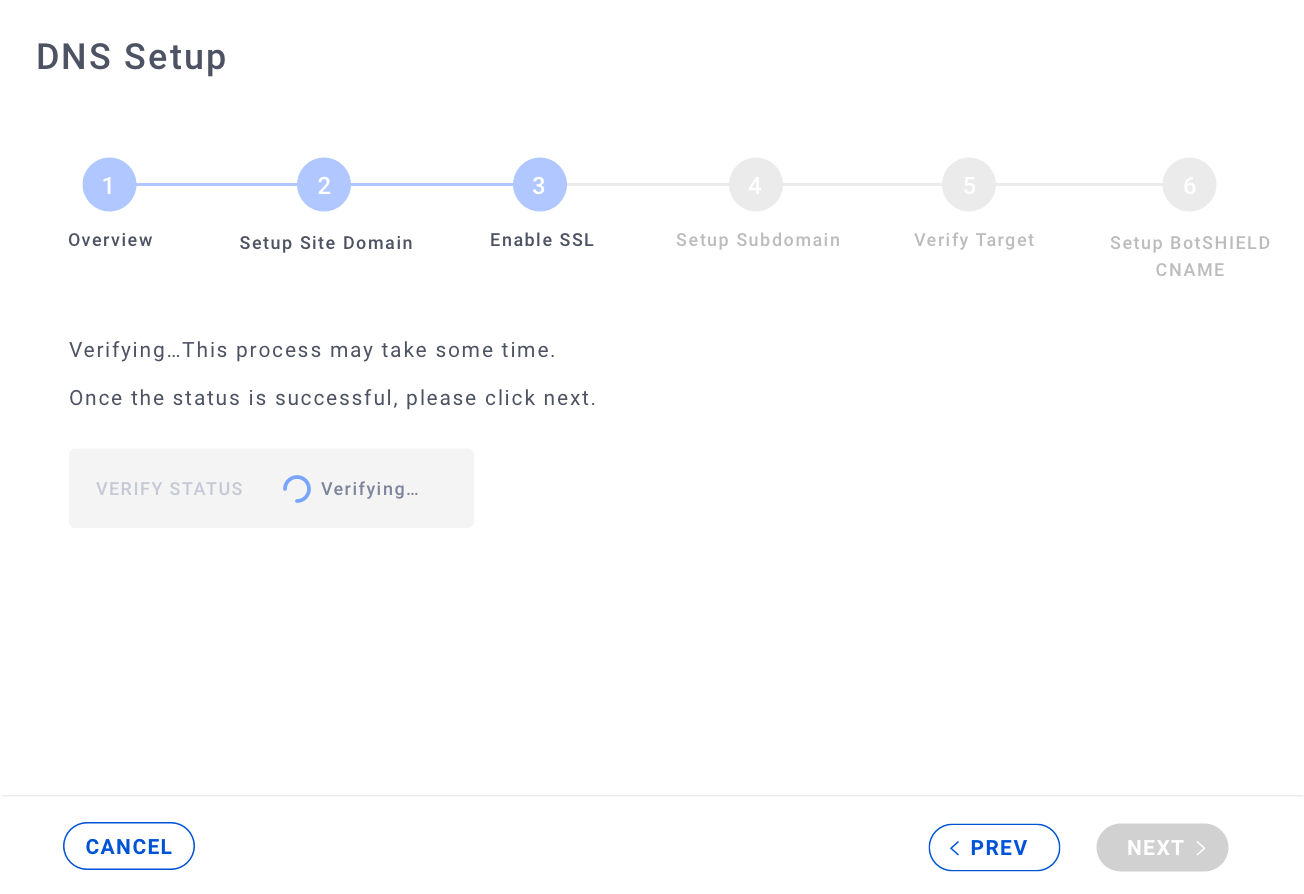 DNS Setup
1 2 3 4 5 6
Overview Setup Site Domain Enable SSL Setup Subdomain Verify Target Setup BotSHIELD
CNAME
Verifying…This process may take some time.
Once the status is successful, please click next.
VERIFY STATUS Verifying…
CANCEL < PREV NEXT >